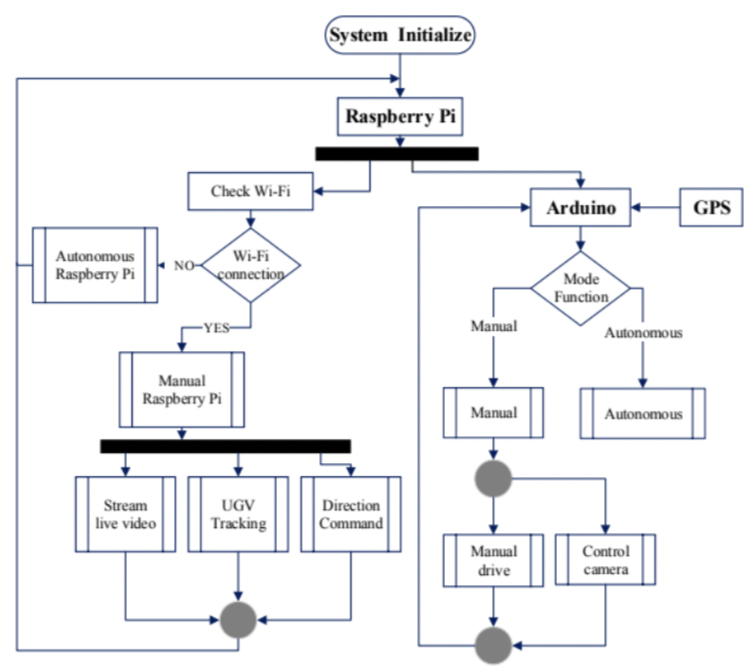 System Initialize
Raspberry Pi
Check Wi-Fi
Arduino
GPS
Autonomous
Raspberry Pi
NO
Wi-Fi
connection
Mode
Function
YES
Manual
Autonomous
Manual
Raspberry Pi
Manual
Autonomous
Stream
live video
UGV
Tracking
Direction
Command
Manual
drive
Control
camera